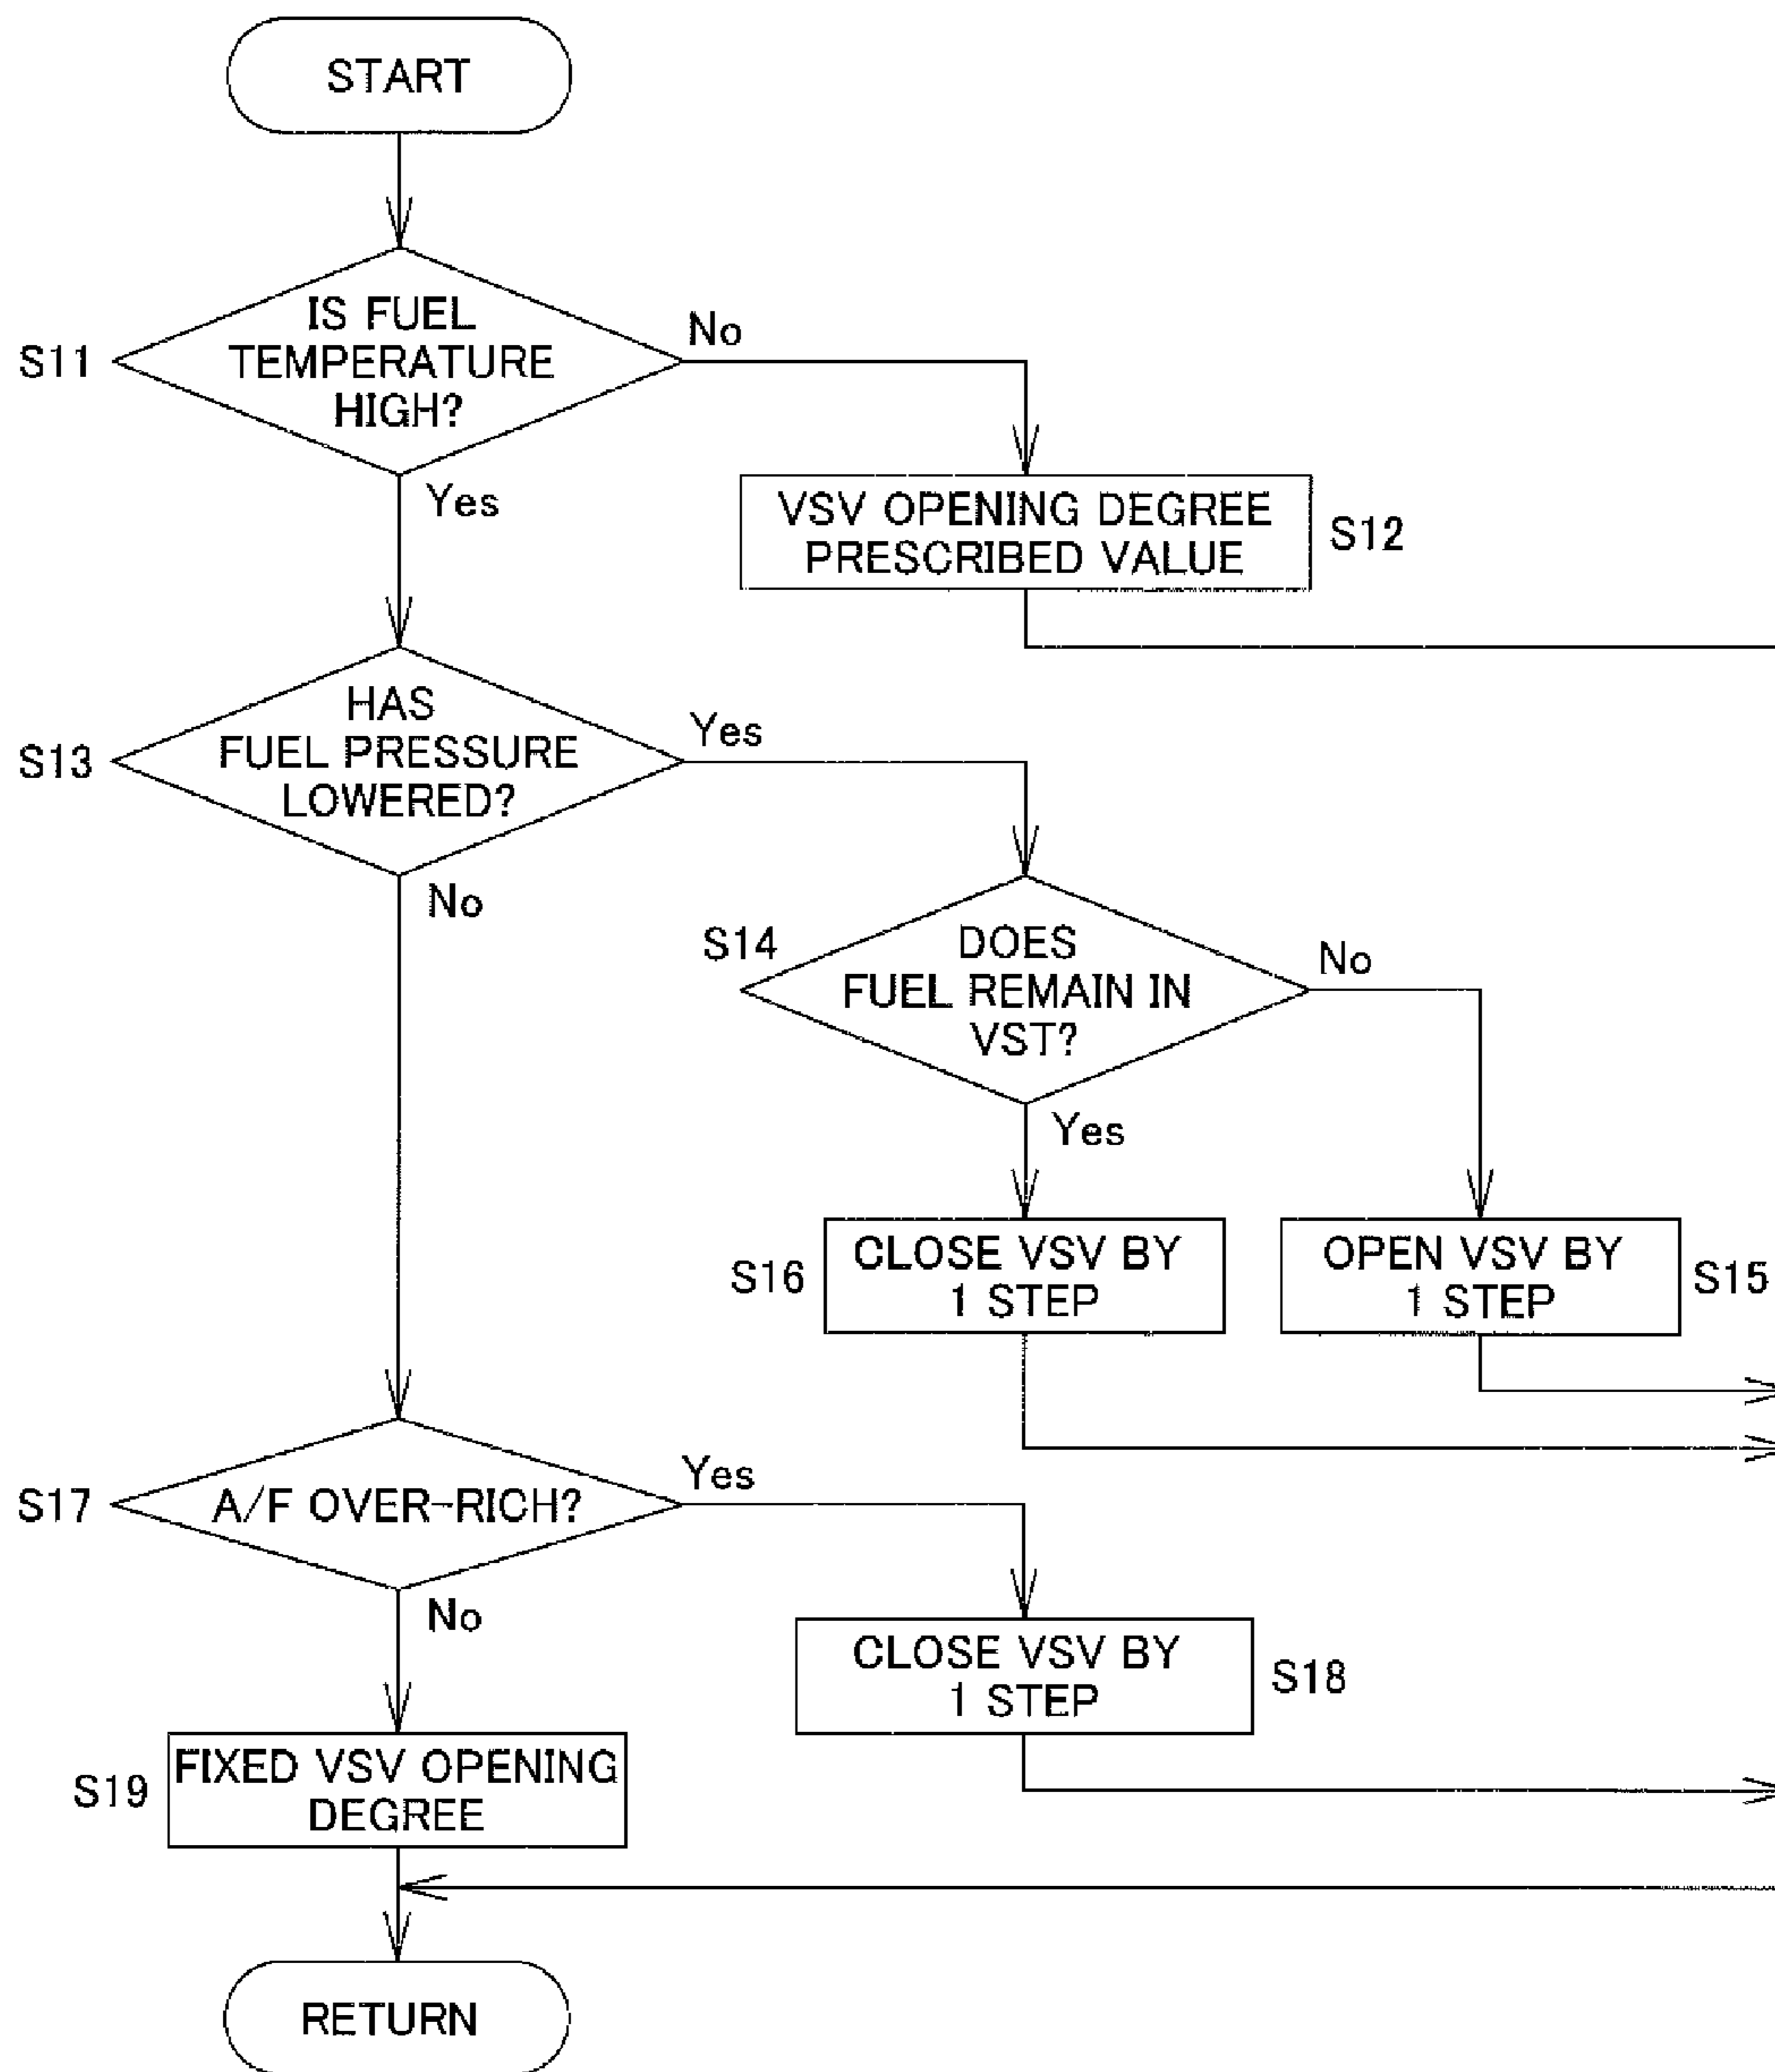 START
S11
IS FUEL
TEMPERATURE
HIGH?
No
Yes
VSV OPENING DEGREE
PRESCRIBED VALUE
S12
S13
HAS
FUEL PRESSURE
LOWERED?
Yes
No
S14
DOES
FUEL REMAIN IN
VST?
No
Yes
S16
CLOSE VSV BY
1 STEP
OPEN VSV BY
1 STEP
S15
S17
A/F OVER-RICH?
Yes
No
CLOSE VSV BY
1 STEP
S18
S19
FIXED VSV OPENING
DEGREE
RETURN